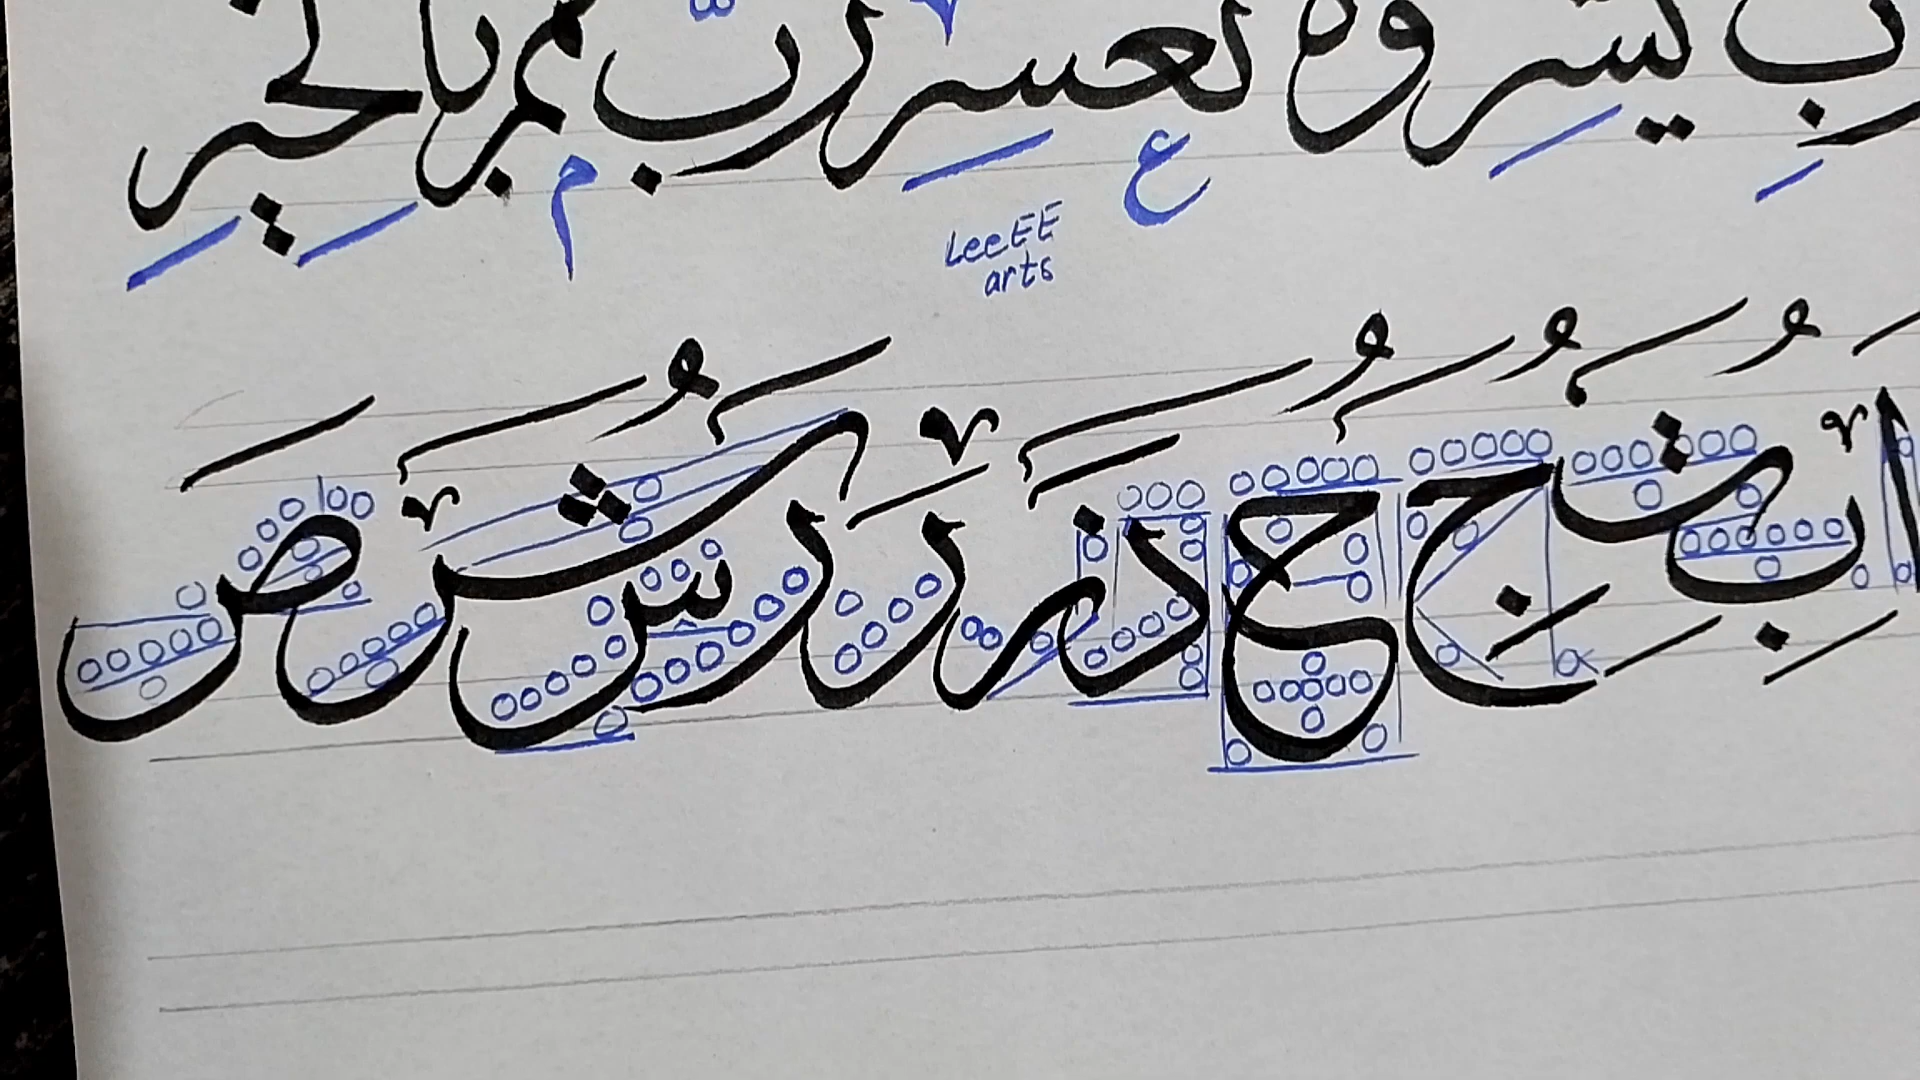 رب يسر ولا تعسر رب تمم بالخير
م ع
LeeEE
arts
ا ب ت ج ح د ز ر ر س ش ص